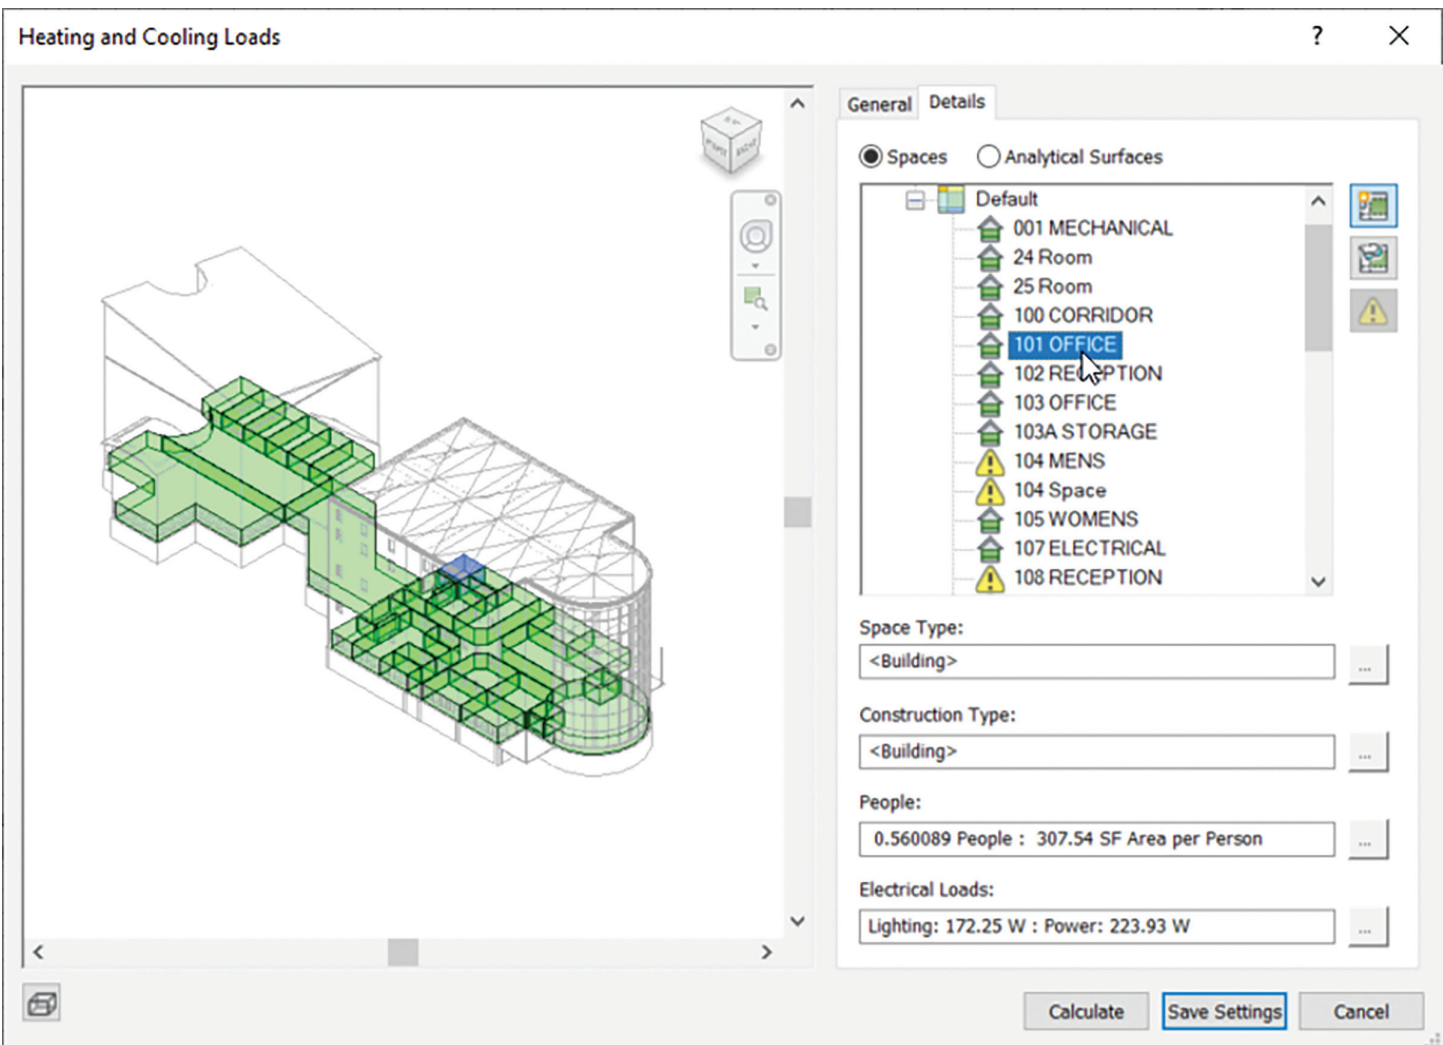 Heating and Cooling Loads
?
General
Details
Spaces
Analytical Surfaces
Default
001 MECHANICAL
24 Room
25 Room
100 CORRIDOR
101 OFFICE
102 RECEPTION
103 OFFICE
103A STORAGE
104 MENS
104 Space
105 WOMENS
107 ELECTRICAL
108 RECEPTION
Space Type:
<Building>
...
Construction Type:
<Building>
...
People:
0.560089 People : 307.54 SF Area per Person
...
Electrical Loads:
Lighting: 172.25 W : Power: 223.93 W
...
Calculate
Save Settings
Cancel